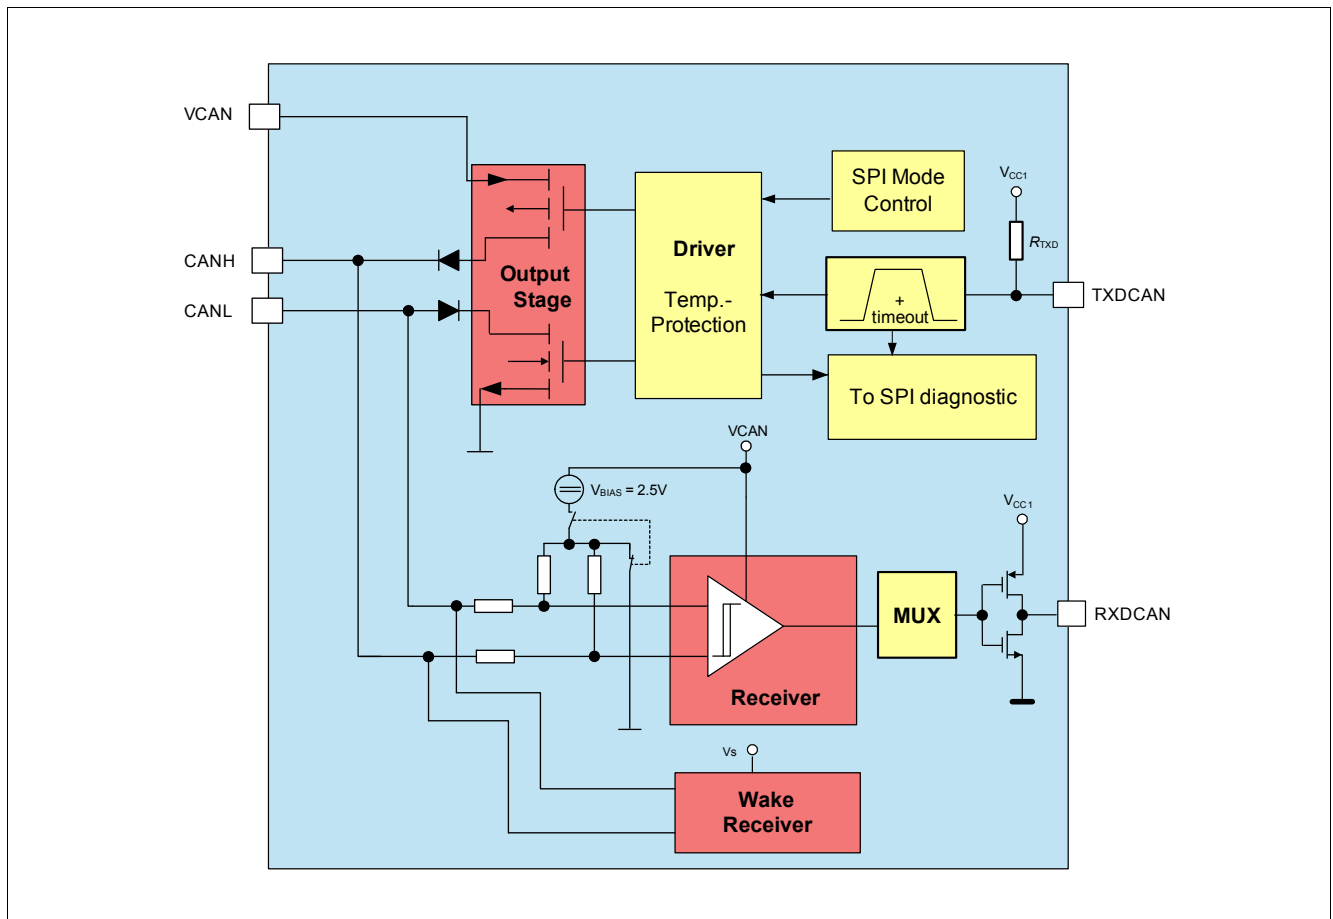 VCAN
SPI Mode
Control
VCC1
RTXD
CANH
Driver
Output
Stage
TXDCAN
CANL
Temp.-
Protection
+
timeout
To SPI diagnostic
VCAN
VBIAS = 2.5V
VCC1
MUX
RXDCAN
Receiver
Vs
Wake
Receiver